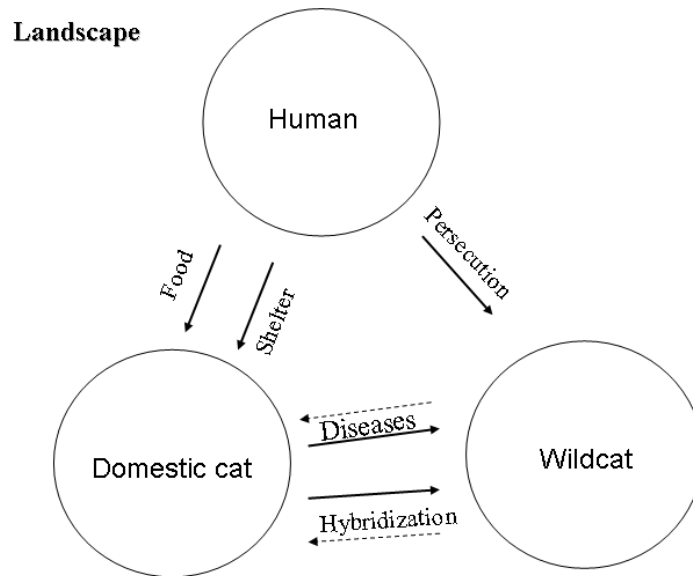 Landscape
Human
Food
Shelter
Persecution
Diseases
Domestic cat
Wildcat
Hybridization